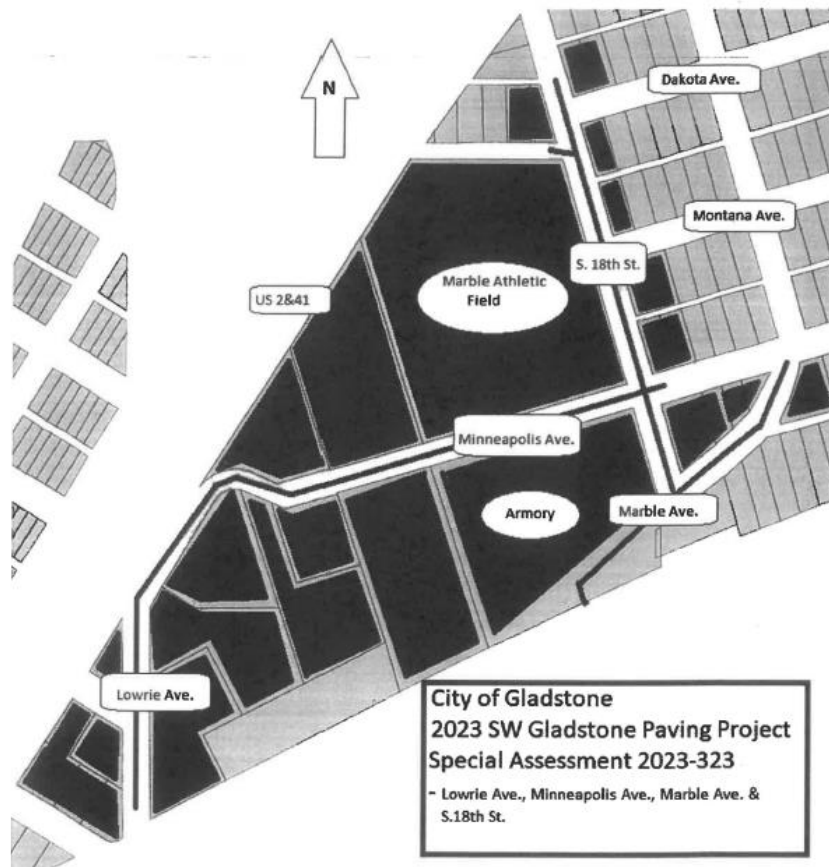 N
Dakota Ave.
Montana Ave.
S. 18th St.
Marble Athletic
Field
US 2&41
Minneapolis Ave.
Armory
Marble Ave.
Lowrie Ave.
City of Gladstone
2023 SW Gladstone Paving Project
Special Assessment 2023-323
- Lowrie Ave., Minneapolis Ave., Marble Ave. &
S.18th St.